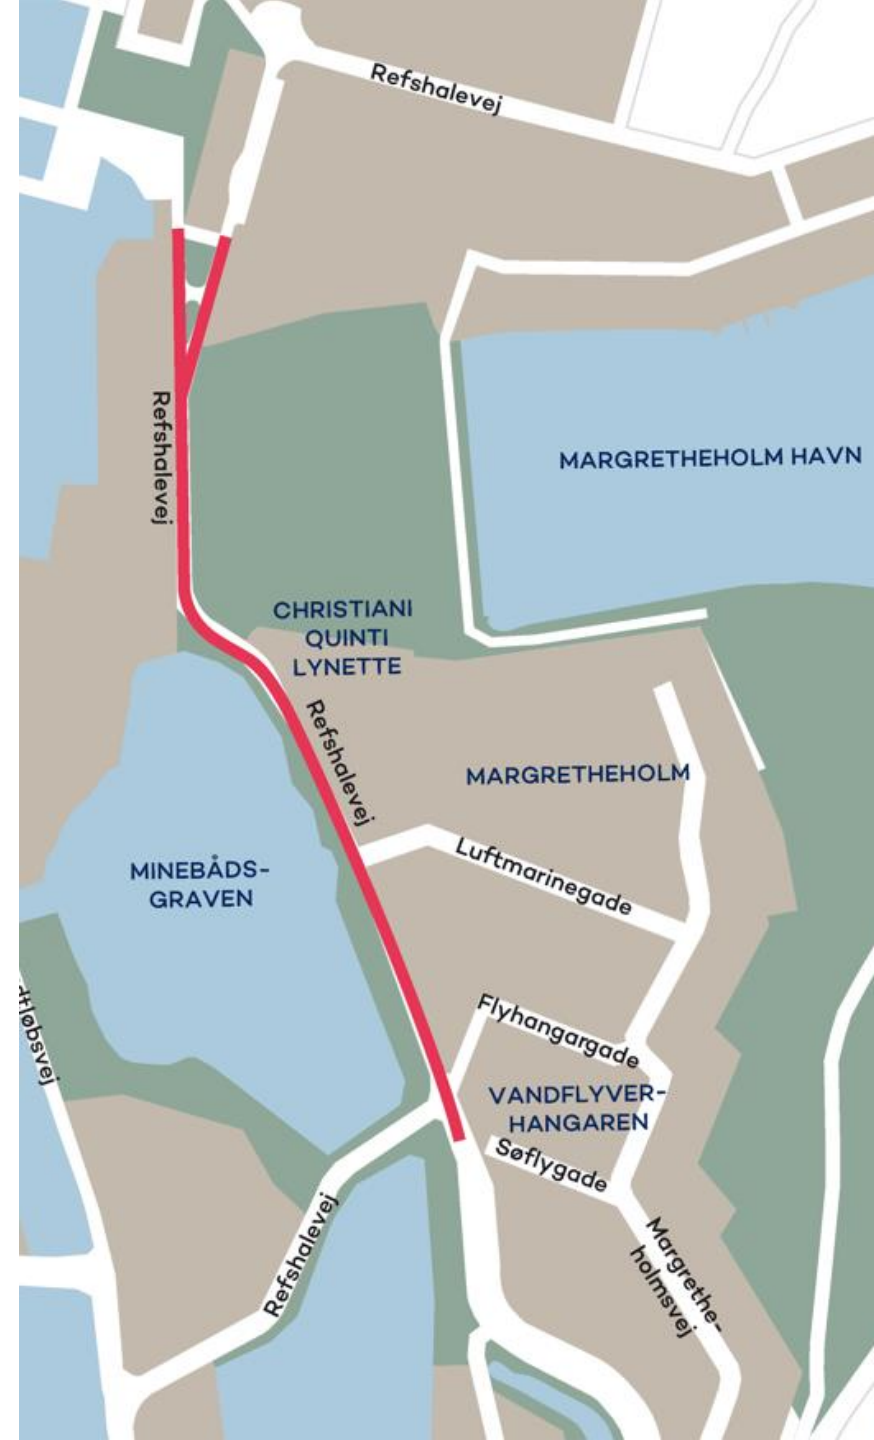 Refshalevej
Refshalevej
MARGRETHEHOLM HAVN
CHRISTIANI
QUINTI
LYNETTE
Refshalevej
MARGRETHEHOLM
Luftmarinegade
MINEBÅDS-
GRAVEN
dtløbsvej
Flyhangargade
VANDFLYVER-
HANGAREN
Søflygade
Refshalevej
Margrethe-
holmsvej